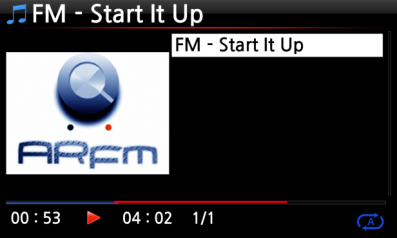 FM - Start It Up
FM - Start It Up
ARFM
00 : 53 04 : 02 1/1
A